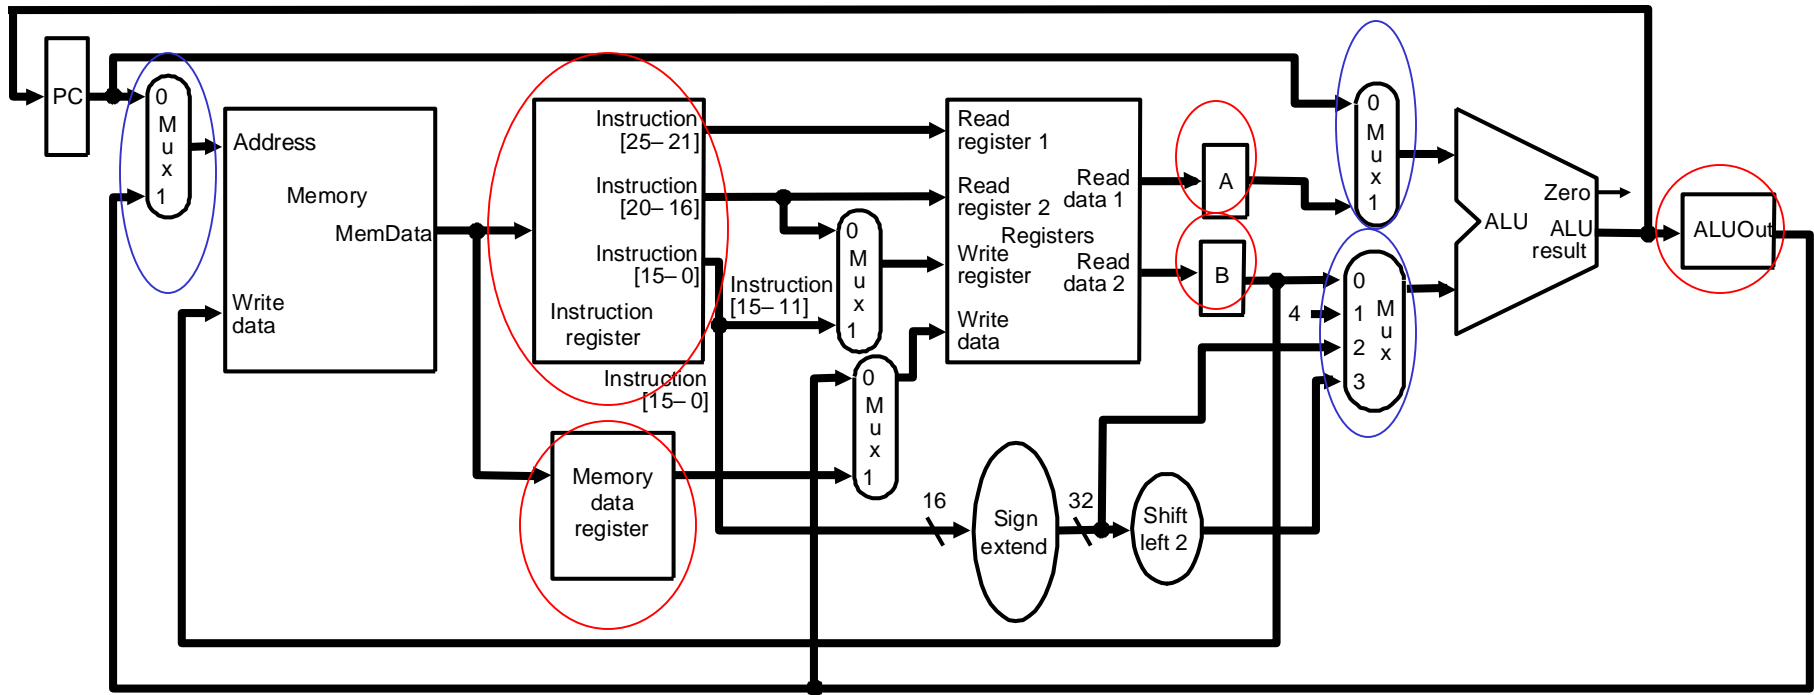 PC
0
M
u
x
1
Address
Memory
MemData
Write
data
Instruction
[25– 21]
Instruction
[20– 16]
Instruction
[15– 0]
Instruction
register
Instruction
[15– 11]
Instruction
[15– 0]
Memory
data
register
0
M
u
x
1
0
M
u
x
1
Read
register 1
Read
register 2
Registers
Write
register
Write
data
Read
data 1
Read
data 2
16
Sign
extend
32
Shift
left 2
A
B
4
0
M
u
x
1
0
1
2
3
M
u
x
ALU
Zero
ALU
result
ALUOut